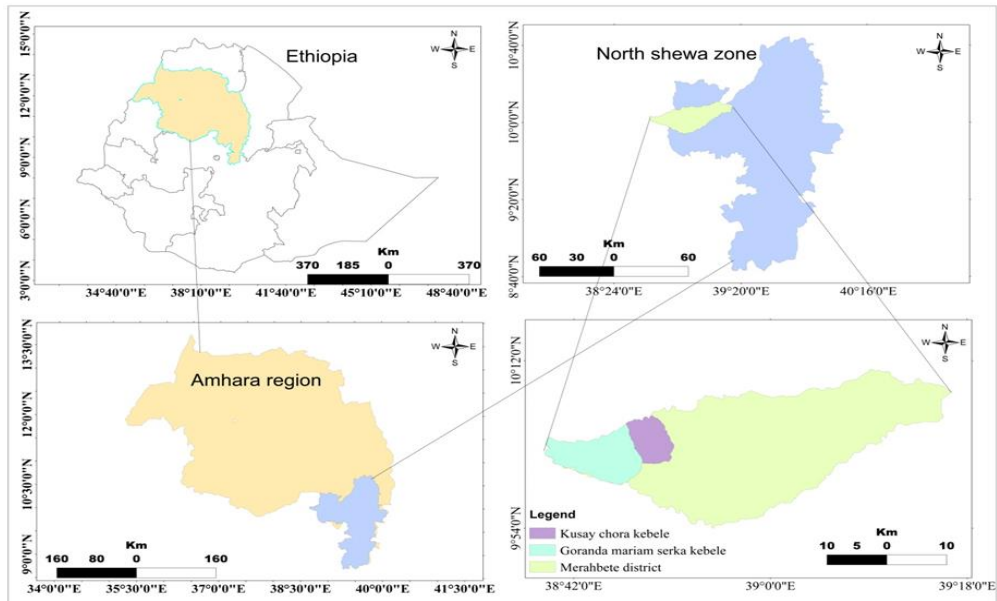 Ethiopia
N
W E
S
15°0'0"N
12°0'0"N
9°0'0"N
6°0'0"N
3°0'0"N
Km
370 185 0 370
34°40'0"E 38°10'0"E 41°40'0"E 45°10'0"E 48°40'0"E
North shewa zone
N
W E
S
10°40'0"N
10°0'0"N
9°20'0"N
8°40'0"N
Km
60 30 0 60
38°24'0"E 39°20'0"E 40°16'0"E
Amhara region
N
W E
S
13°30'0"N
12°0'0"N
10°30'0"N
9°0'0"N
Km
160 80 0 160
34°0'0"E 35°30'0"E 37°0'0"E 38°30'0"E 40°0'0"E 41°30'0"E
N
W E
S
10°12'0"N
9°54'0"N
Legend
Kusay chora kebele
Goranda mariam serka kebele
Merahbete district
Km
10 5 0 10
38°42'0"E 39°0'0"E 39°18'0"E